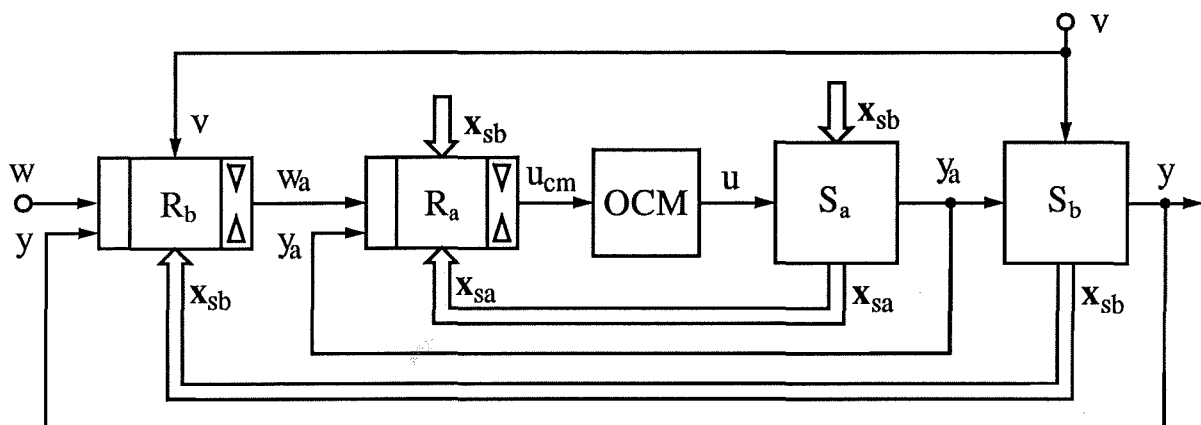 v
v
x_sb
x_sb
w
R_b
w_a
R_a
u_cm
OCM
u
S_a
y_a
S_b
y
y
y_a
x_sb
x_sa
x_sa
x_sb